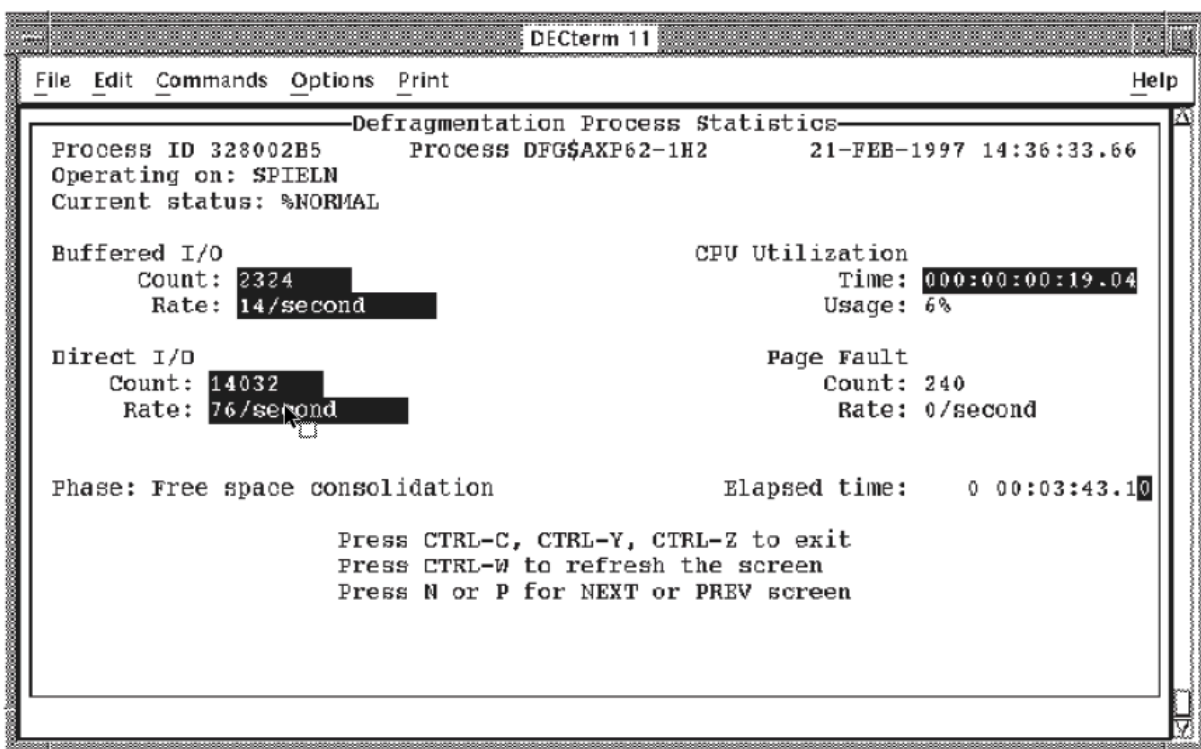 DECterm 11
File Edit Commands Options Print Help
Defragmentation Process Statistics
Process ID 328002B5 Process DFG$AXP62-1H2 21-FEB-1997 14:36:33.66
Operating on: SPIELN
Current status: %NORMAL
Buffered I/O CPU Utilization
Count: 2324 Time: 000:00:00:19.04
Rate: 14/second Usage: 6%
Direct I/O Page Fault
Count: 14032 Count: 240
Rate: 76/second Rate: 0/second
Phase: Free space consolidation Elapsed time: 0 00:03:43.10
Press CTRL-C, CTRL-Y, CTRL-Z to exit
Press CTRL-W to refresh the screen
Press N or P for NEXT or PREV screen